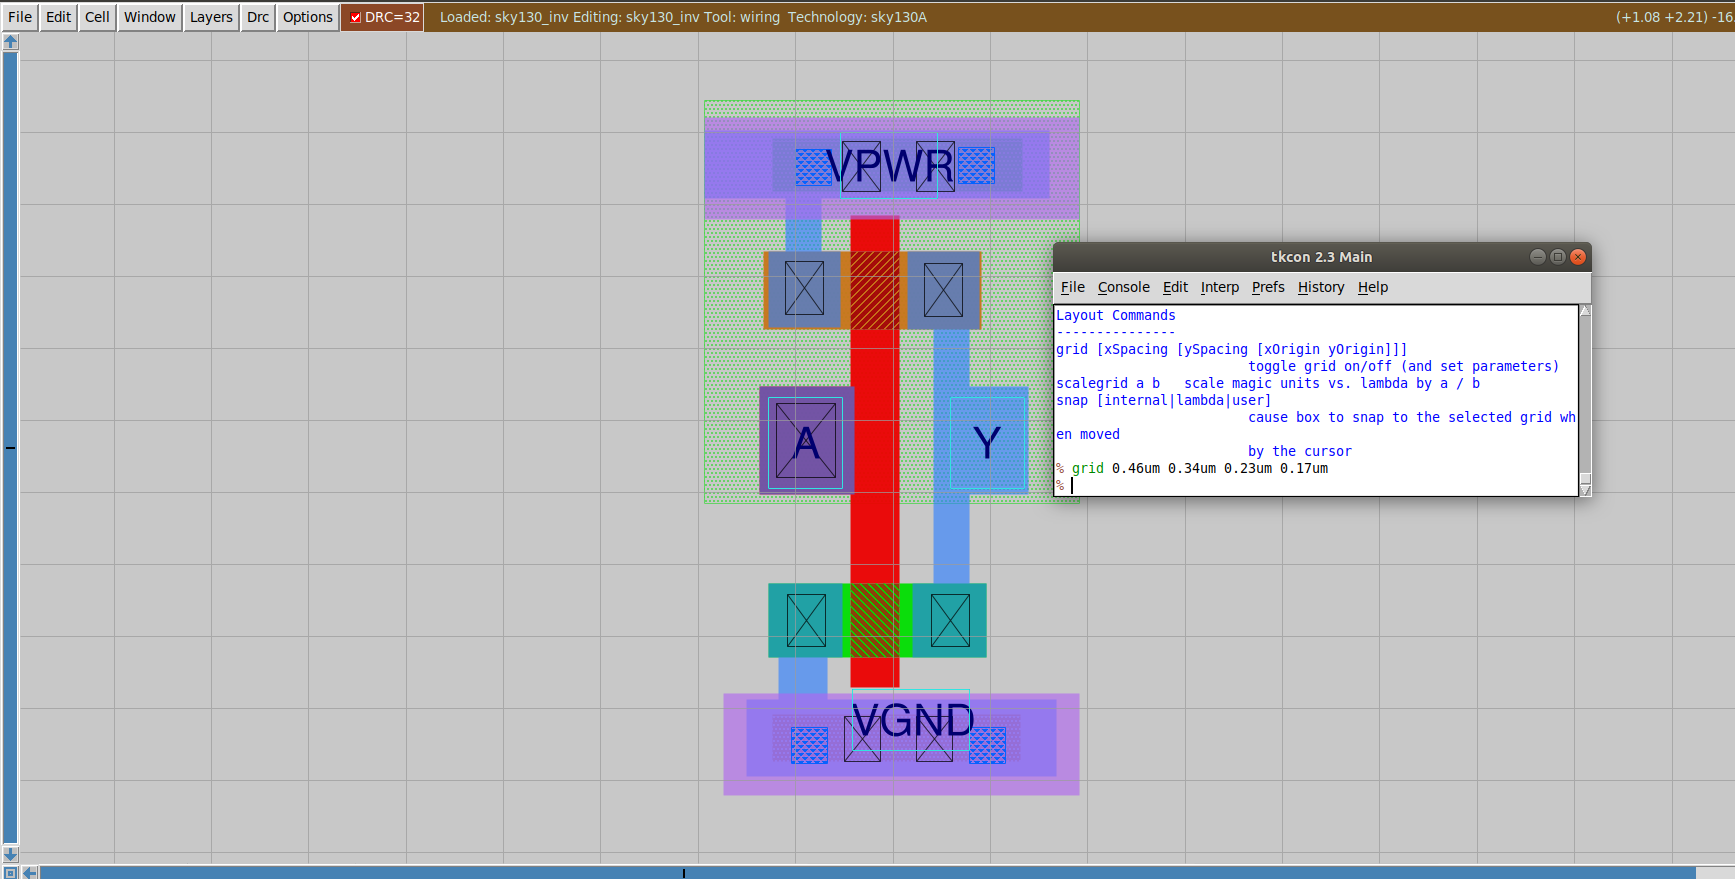 File Edit Cell Window Layers Drc Options DRC=32 Loaded: sky130_inv Editing: sky130_inv Tool: wiring Technology: sky130A (+1.08 +2.21) -16.
VPWR
A
Y
VGND
tkcon 2.3 Main
File Console Edit Interp Prefs History Help
Layout Commands
---------------
grid [xSpacing [ySpacing [xOrigin yOrigin]]]
toggle grid on/off (and set parameters)
scalegrid a b scale magic units vs. lambda by a / b
snap [internal|lambda|user]
cause box to snap to the selected grid wh
en moved
by the cursor
% grid 0.46um 0.34um 0.23um 0.17um
%